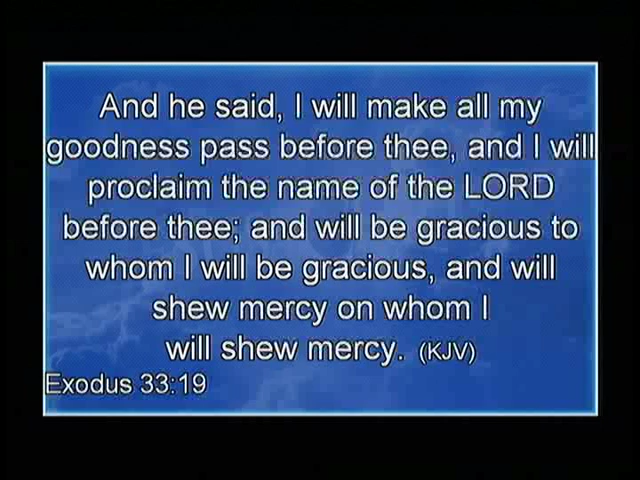 And he said, I will make all my
goodness pass before thee, and I will
proclaim the name of the LORD
before thee; and will be gracious to
whom I will be gracious, and will
shew mercy on whom I
will shew mercy. (KJV)
Exodus 33:19